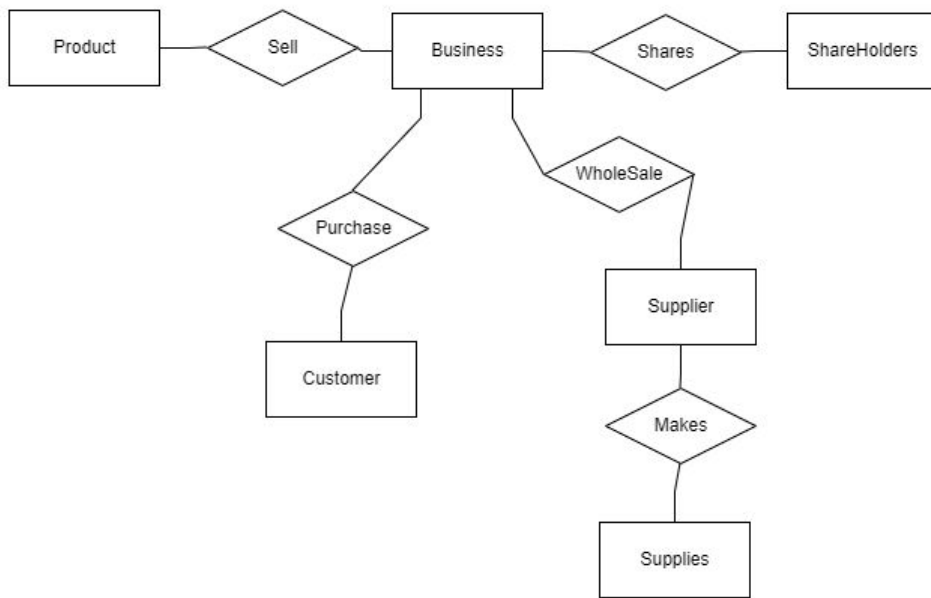 Product
Sell
Business
Shares
ShareHolders
WholeSale
Purchase
Supplier
Customer
Makes
Supplies